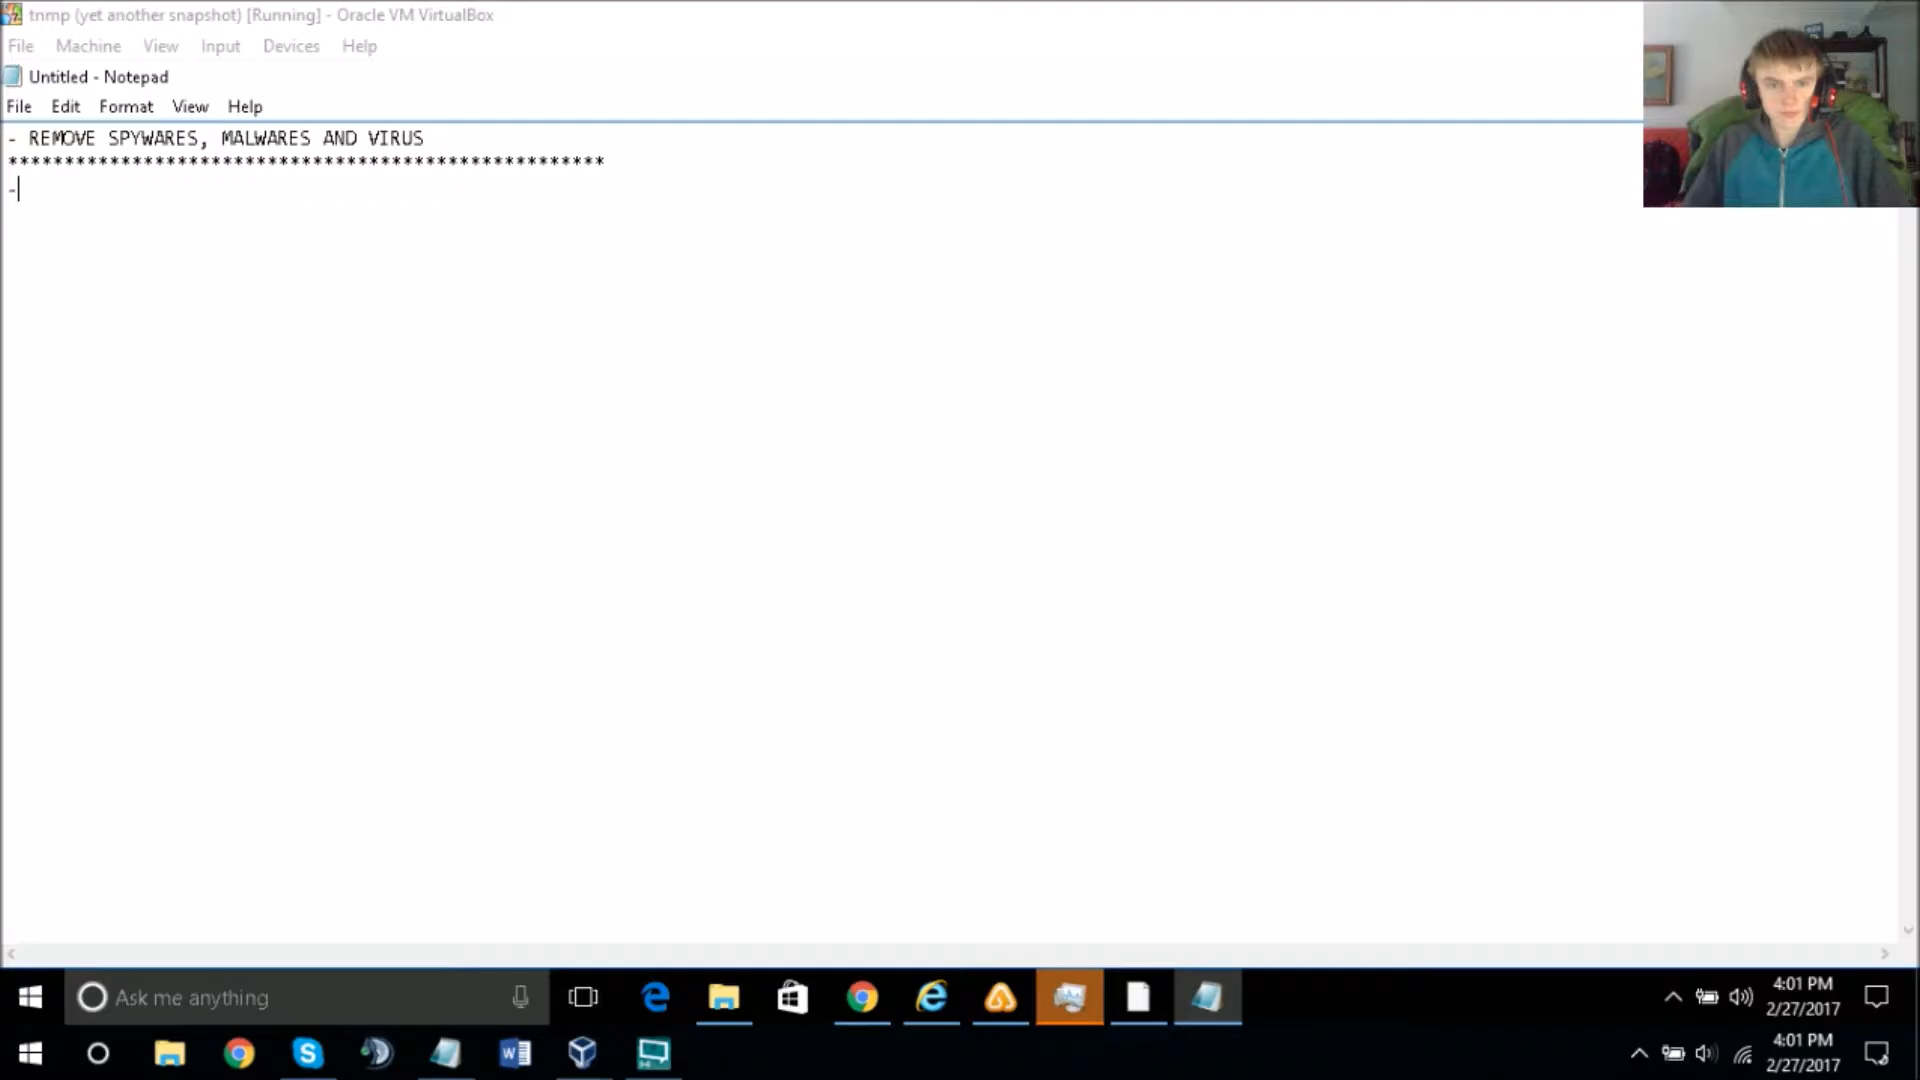 tnmp (yet another snapshot) [Running] - Oracle VM VirtualBox
File Machine View Input Devices Help
Untitled - Notepad
File Edit Format View Help
- REMOVE SPYWARES, MALWARES AND VIRUS
*****************************************************
-
Ask me anything
4:01 PM
2/27/2017
4:01 PM
2/27/2017